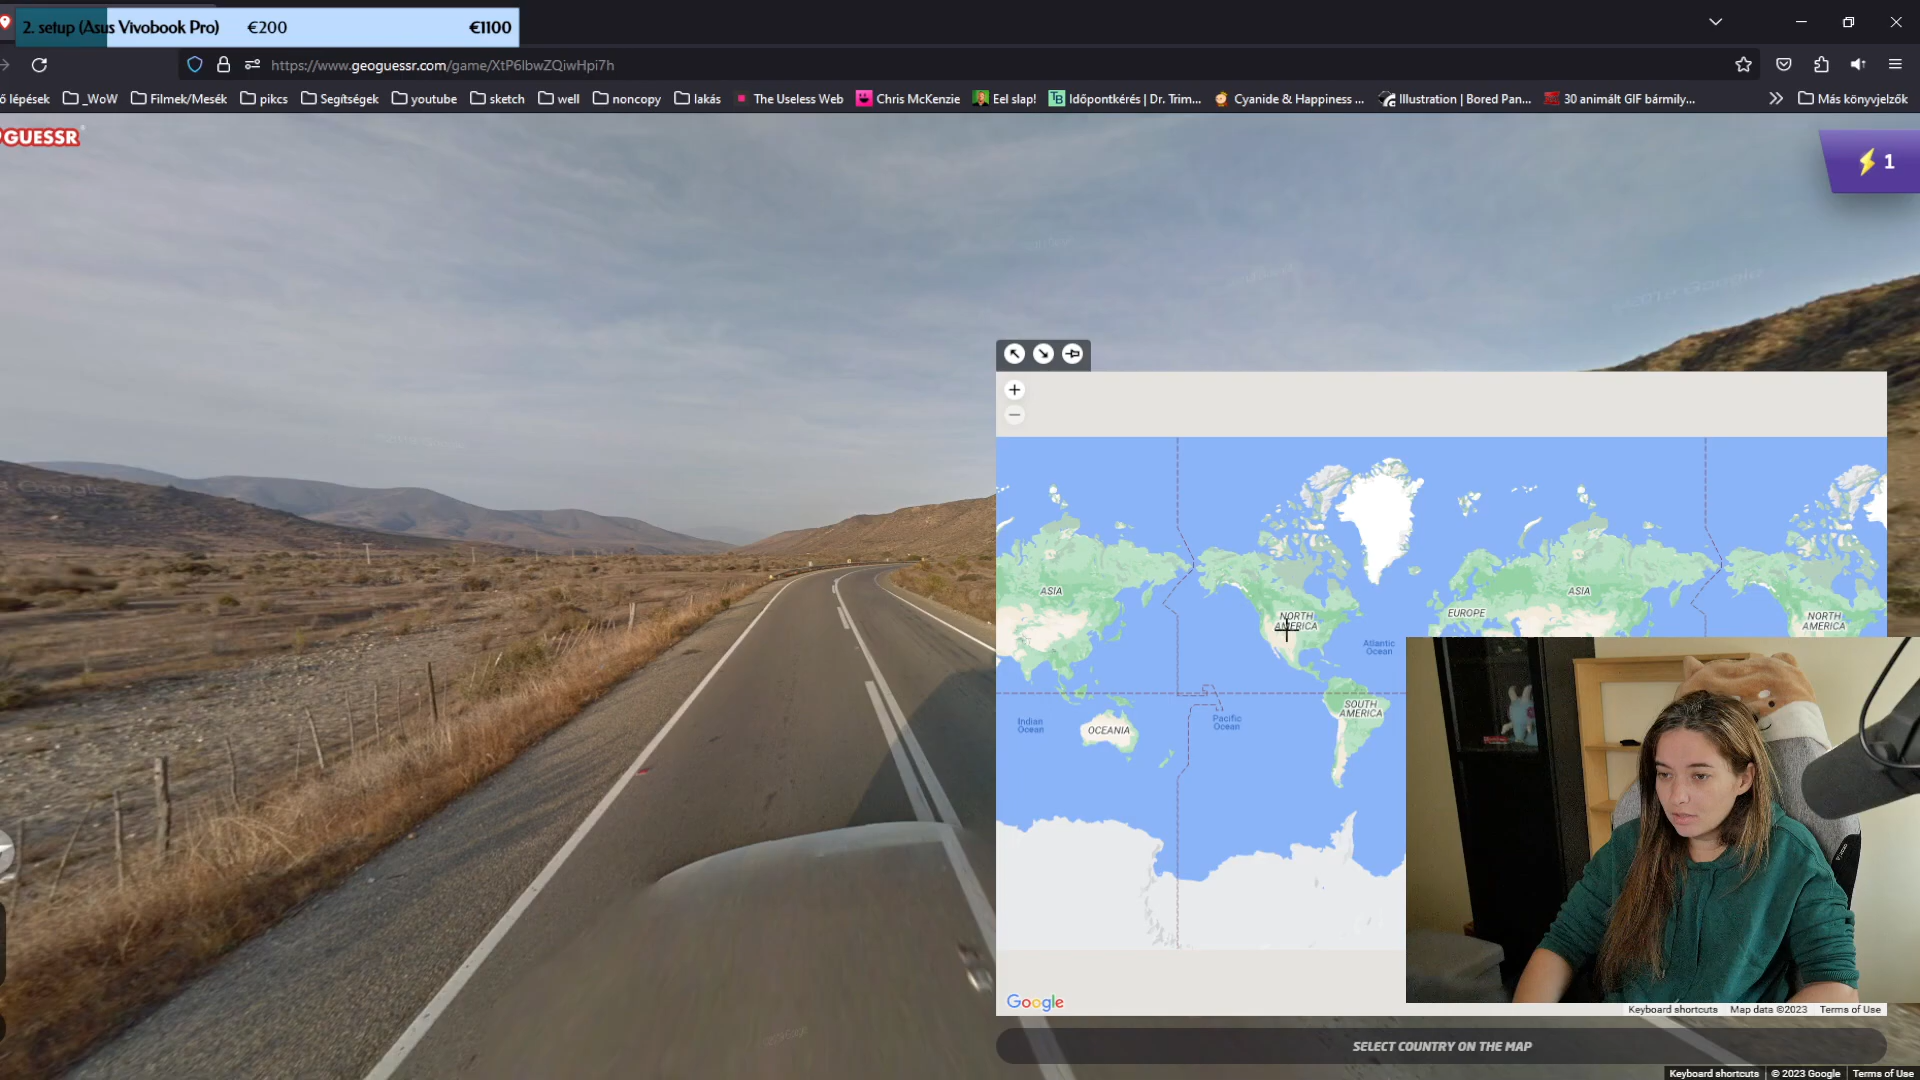 2. setup (Asus Vivobook Pro) €200 €1100
https://www.geoguessr.com/game/XtP6lbwZQiwHpi7h
ő lépések _WoW Filmek/Mesék pikcs Segítségek youtube sketch well noncopy lakás The Useless Web Chris McKenzie Eel slap! Időpontkérés | Dr. Trim... Cyanide & Happiness ... Illustration | Bored Pan... 30 animált GIF bármily... Más könyvjelzők
GUESSR
1
ASIA
NORTH AMERICA
EUROPE
ASIA
NORTH AMERICA
Atlantic Ocean
Indian Ocean
OCEANIA
Pacific Ocean
SOUTH AMERICA
Google
Keyboard shortcuts Map data ©2023 Terms of Use
SELECT COUNTRY ON THE MAP
Keyboard shortcuts © 2023 Google Terms of Use